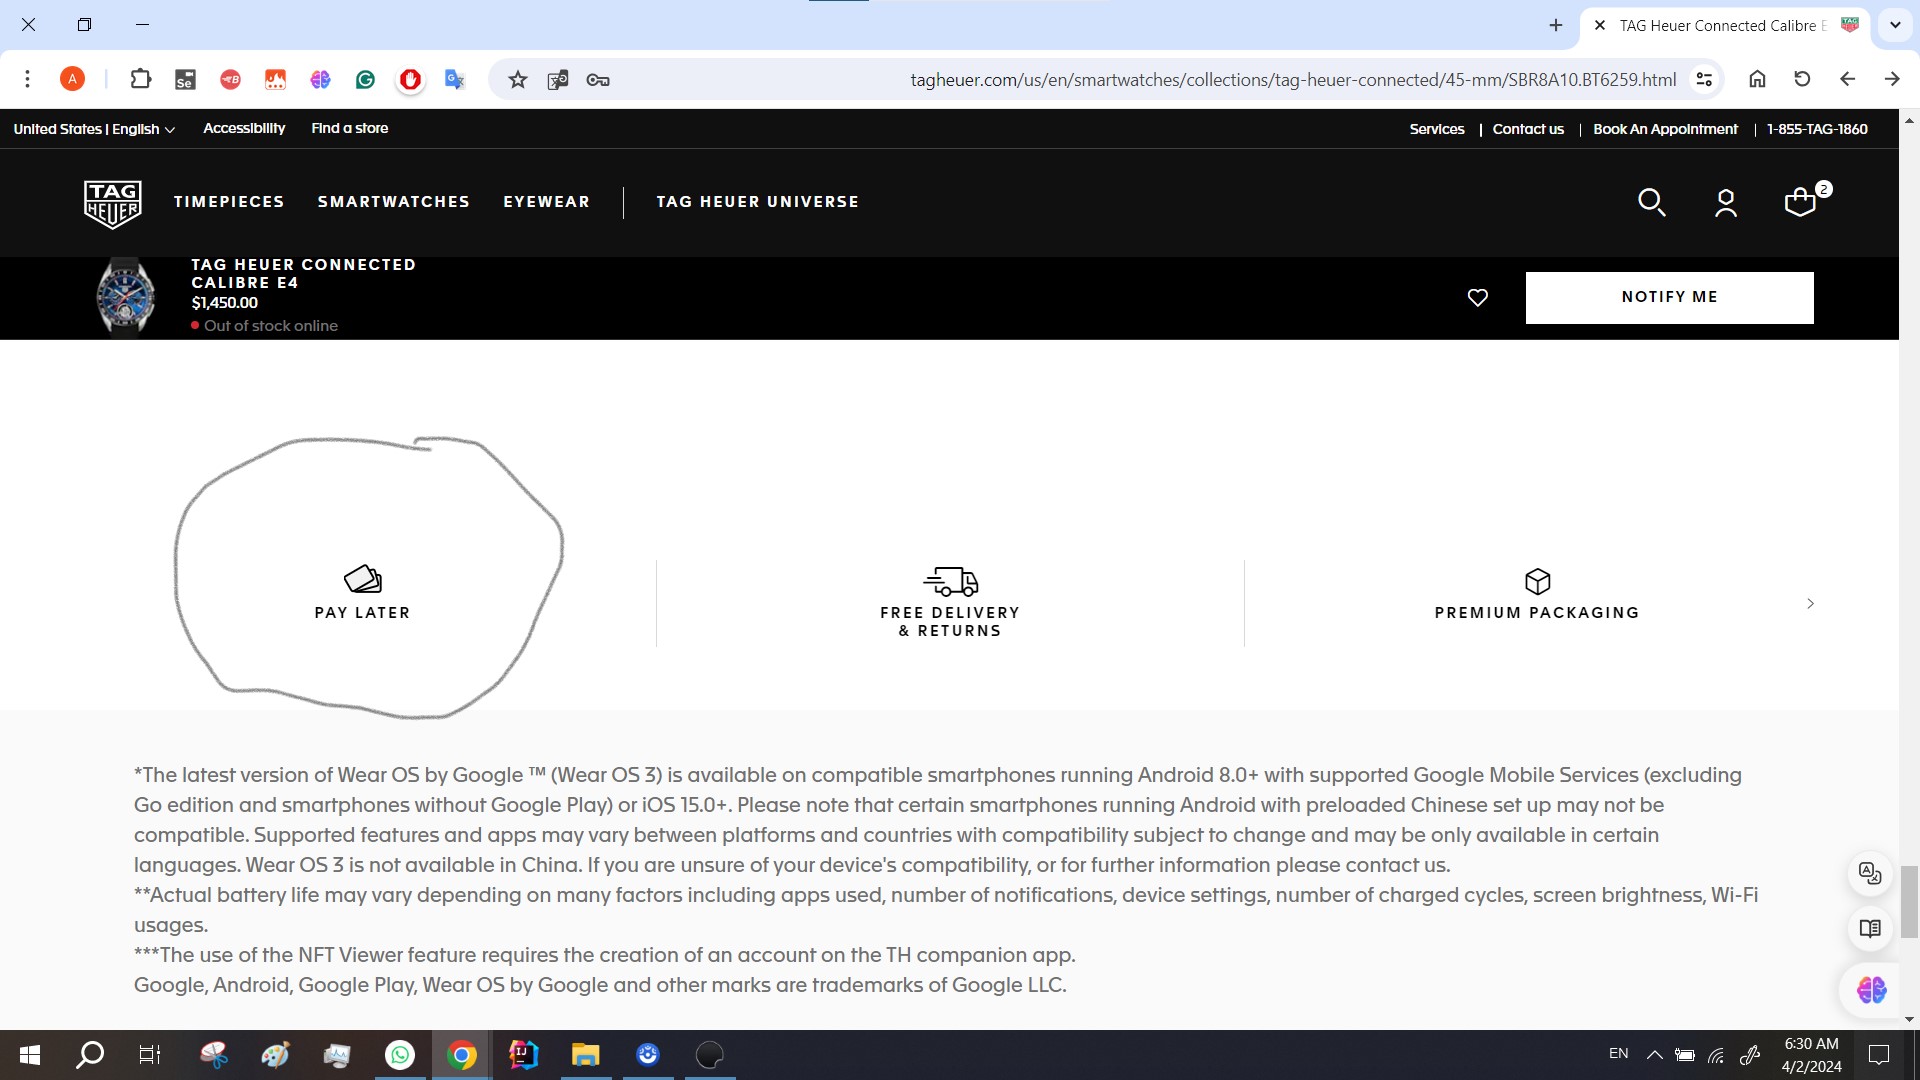 TAG Heuer Connected Calibre E
tagheuer.com/us/en/smartwatches/collections/tag-heuer-connected/45-mm/SBR8A10.BT6259.html
United States | English
Accessibility
Find a store
Services
Contact us
Book An Appointment
1-855-TAG-1860
TAG
HEUER
TIMEPIECES
SMARTWATCHES
EYEWEAR
TAG HEUER UNIVERSE
2
TAG HEUER CONNECTED
CALIBRE E4
$1,450.00
Out of stock online
NOTIFY ME
PAY LATER
FREE DELIVERY
& RETURNS
PREMIUM PACKAGING
*The latest version of Wear OS by Google ™ (Wear OS 3) is available on compatible smartphones running Android 8.0+ with supported Google Mobile Services (excluding
Go edition and smartphones without Google Play) or iOS 15.0+. Please note that certain smartphones running Android with preloaded Chinese set up may not be
compatible. Supported features and apps may vary between platforms and countries with compatibility subject to change and may be only available in certain
languages. Wear OS 3 is not available in China. If you are unsure of your device's compatibility, or for further information please contact us.
**Actual battery life may vary depending on many factors including apps used, number of notifications, device settings, number of charged cycles, screen brightness, Wi-Fi
usages.
***The use of the NFT Viewer feature requires the creation of an account on the TH companion app.
Google, Android, Google Play, Wear OS by Google and other marks are trademarks of Google LLC.
EN
6:30 AM
4/2/2024